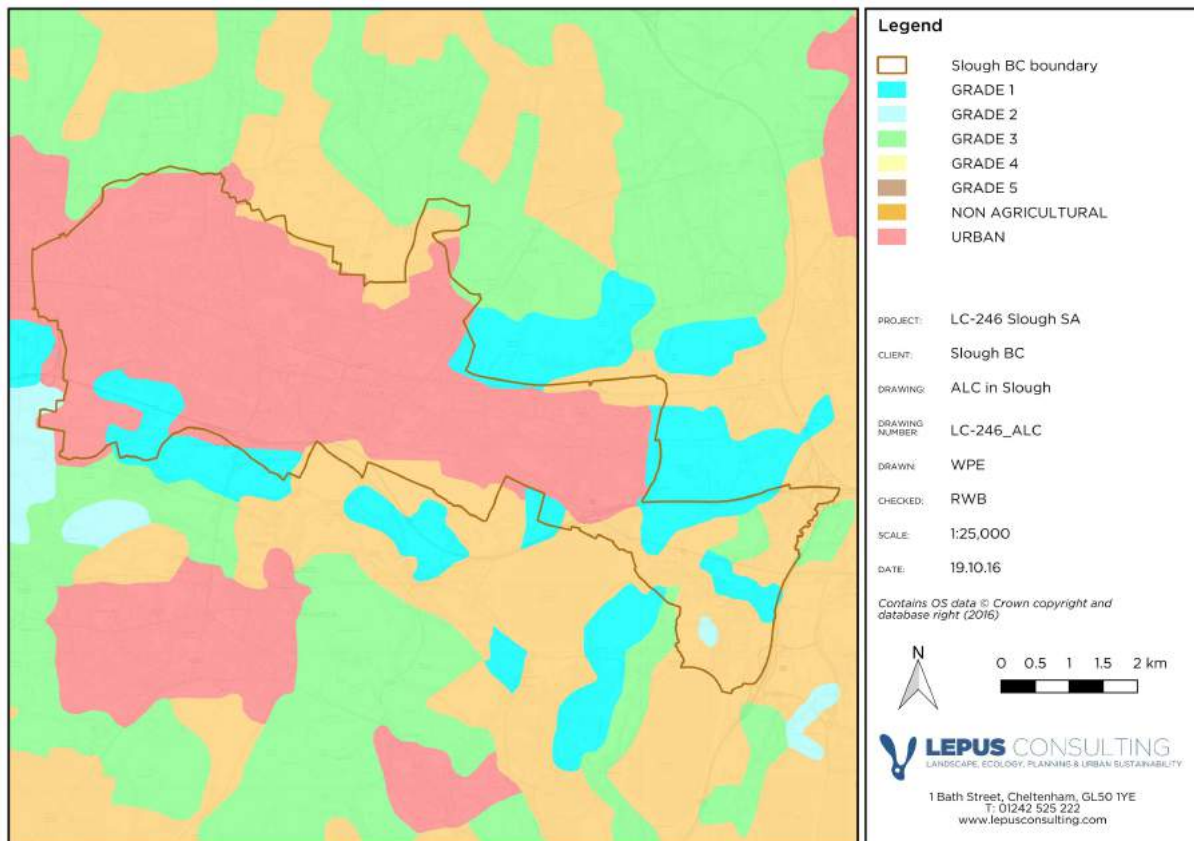 Legend
Slough BC boundary
GRADE 1
GRADE 2
GRADE 3
GRADE 4
GRADE 5
NON AGRICULTURAL
URBAN
PROJECT: LC-246 Slough SA
CLIENT: Slough BC
DRAWING: ALC in Slough
DRAWING NUMBER: LC-246_ALC
DRAWN: WPE
CHECKED: RWB
SCALE: 1:25,000
DATE: 19.10.16
Contains OS data © Crown copyright and
database right (2016)
N
0 0.5 1 1.5 2 km
LEPUS CONSULTING
LANDSCAPE, ECOLOGY, PLANNING & URBAN SUSTAINABILITY
1 Bath Street, Cheltenham, GL50 1YE
T: 01242 525 222
www.lepusconsulting.com